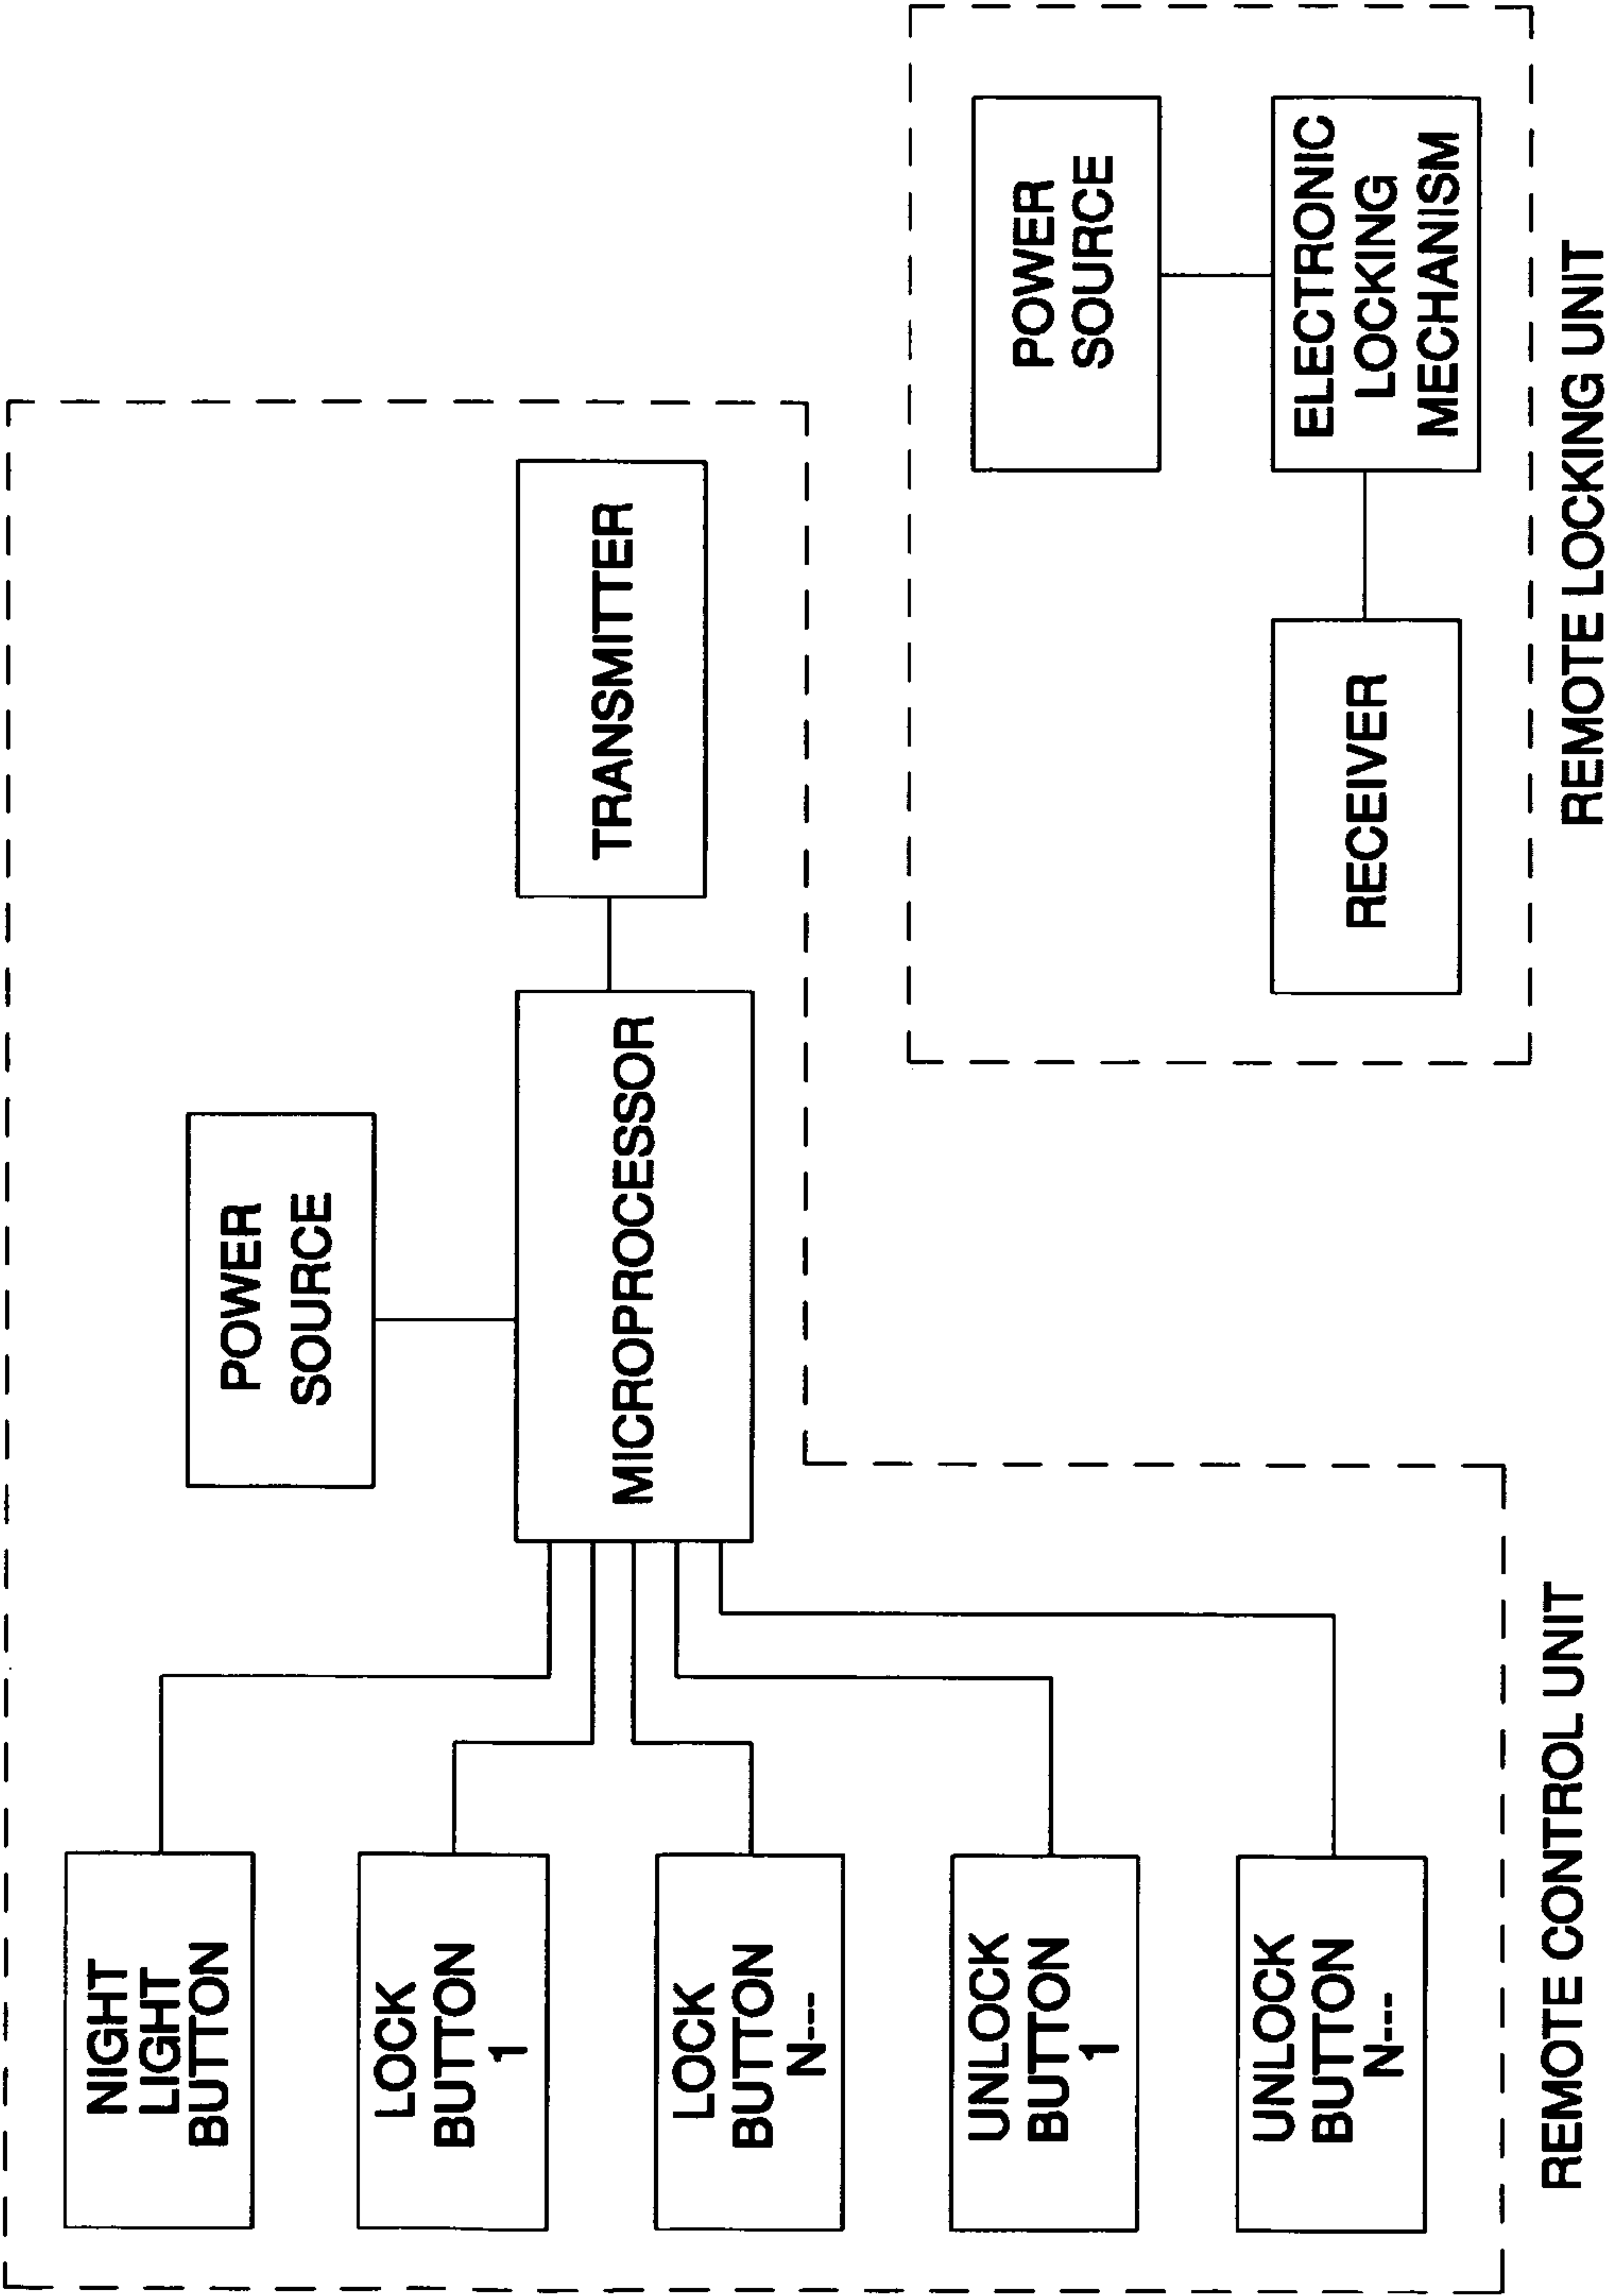 NIGHT
LIGHT
BUTTON
LOCK
BUTTON
1
LOCK
BUTTON
N---
UNLOCK
BUTTON
1
UNLOCK
BUTTON
N---
POWER
SOURCE
MICROPROCESSOR
TRANSMITTER
REMOTE CONTROL UNIT
POWER
SOURCE
RECEIVER
ELECTRONIC
LOCKING
MECHANISM
REMOTE LOCKING UNIT